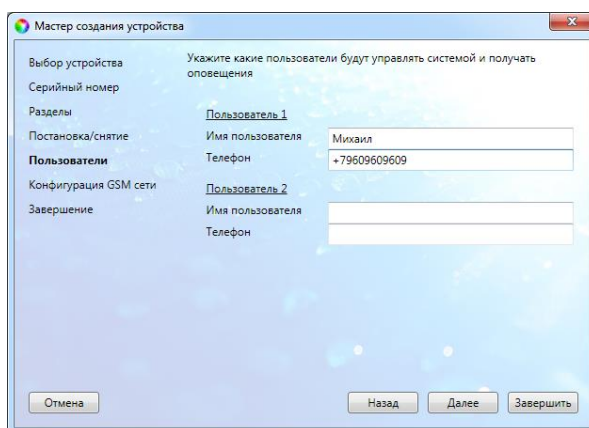 Мастер создания устройства
Выбор устройства
Серийный номер
Разделы
Постановка/снятие
Пользователи
Конфигурация GSM сети
Завершение
Укажите какие пользователи будут управлять системой и получать
оповещения
Пользователь 1
Имя пользователя Михаил
Телефон +79609609609
Пользователь 2
Имя пользователя
Телефон
Отмена Назад Далее Завершить